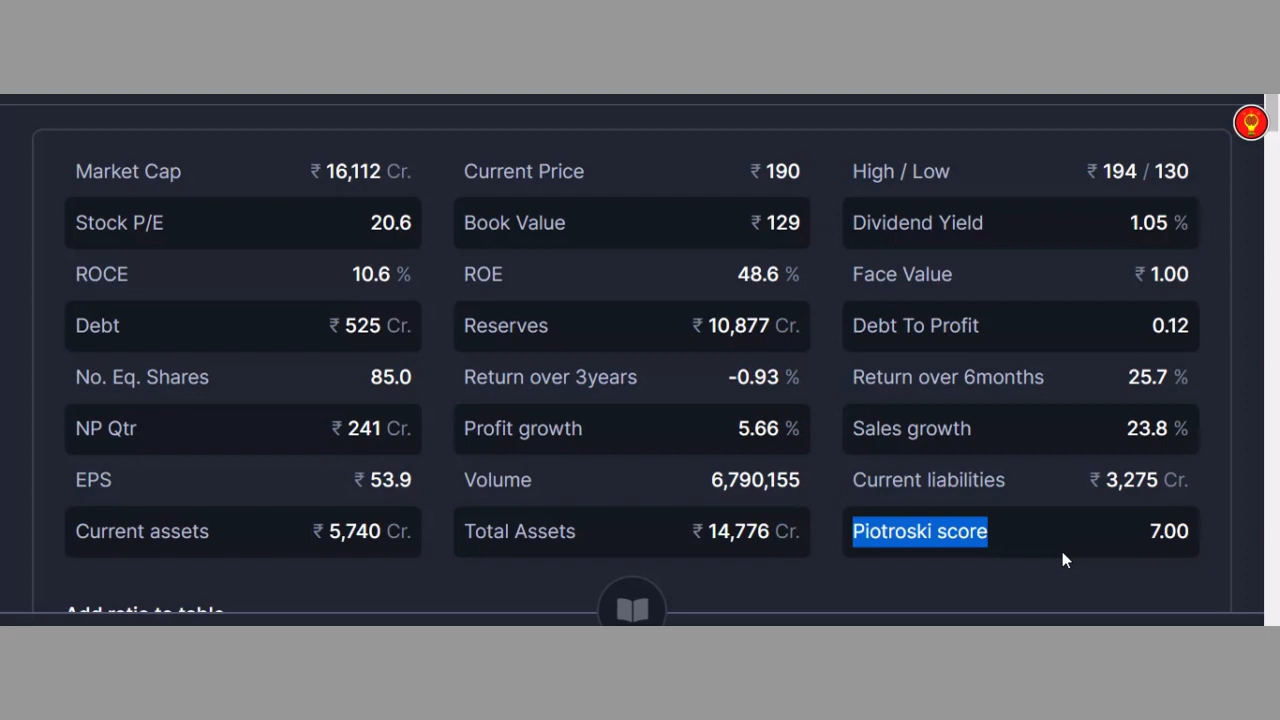 Market Cap ₹ 16,112 Cr. Current Price ₹ 190 High / Low ₹ 194 / 130
Stock P/E 20.6 Book Value ₹ 129 Dividend Yield 1.05 %
ROCE 10.6 % ROE 48.6 % Face Value ₹ 1.00
Debt ₹ 525 Cr. Reserves ₹ 10,877 Cr. Debt To Profit 0.12
No. Eq. Shares 85.0 Return over 3years -0.93 % Return over 6months 25.7 %
NP Qtr ₹ 241 Cr. Profit growth 5.66 % Sales growth 23.8 %
EPS ₹ 53.9 Volume 6,790,155 Current liabilities ₹ 3,275 Cr.
Current assets ₹ 5,740 Cr. Total Assets ₹ 14,776 Cr. Piotroski score 7.00
Add ratio to table